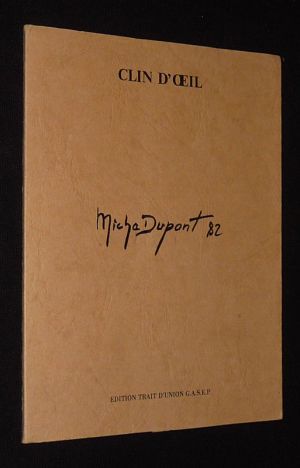 CLIN D'ŒIL
Micha Dupont 82
EDITION TRAIT D'UNION G.A.S.E.P.